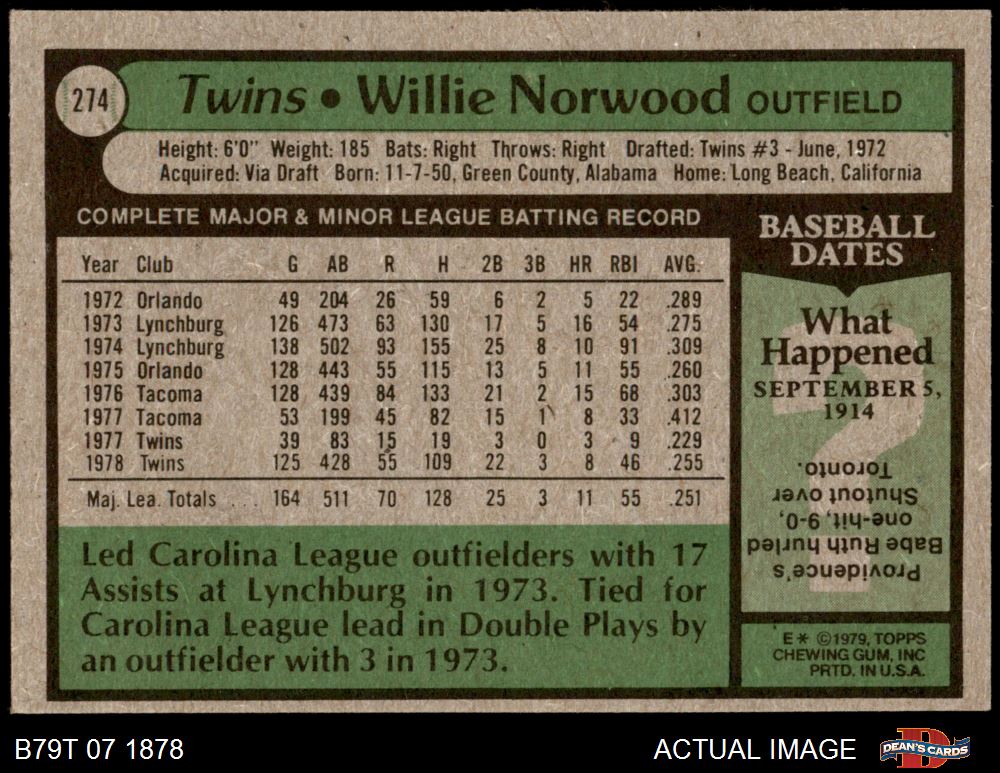 274
Twins • Willie Norwood OUTFIELD
Height: 6'0" Weight: 185 Bats: Right Throws: Right Drafted: Twins #3 - June, 1972
Acquired: Via Draft Born: 11-7-50, Green County, Alabama Home: Long Beach, California
COMPLETE MAJOR & MINOR LEAGUE BATTING RECORD
Year Club G AB R H 2B 3B HR RBI AVG.
1972 Orlando 49 204 26 59 6 2 5 22 .289
1973 Lynchburg 126 473 63 130 17 5 16 54 .275
1974 Lynchburg 138 502 93 155 25 8 10 91 .309
1975 Orlando 128 443 55 115 13 5 11 55 .260
1976 Tacoma 128 439 84 133 21 2 15 68 .303
1977 Tacoma 53 199 45 82 15 1 8 33 .412
1977 Twins 39 83 15 19 3 0 3 9 .229
1978 Twins 125 428 55 109 22 3 8 46 .255
Maj. Lea. Totals ... 164 511 70 128 25 3 11 55 .251
Led Carolina League outfielders with 17
Assists at Lynchburg in 1973. Tied for
Carolina League lead in Double Plays by
an outfielder with 3 in 1973.
BASEBALL
DATES
What
Happened
SEPTEMBER 5,
1914
?
Providence's
Babe Ruth hurled
one-hit, 9-0,
Shutout over
Toronto.
E* ©1979, TOPPS
CHEWING GUM, INC
PRTD. IN U.S.A.
B79T 07 1878
ACTUAL IMAGE
DEAN'S CARDS